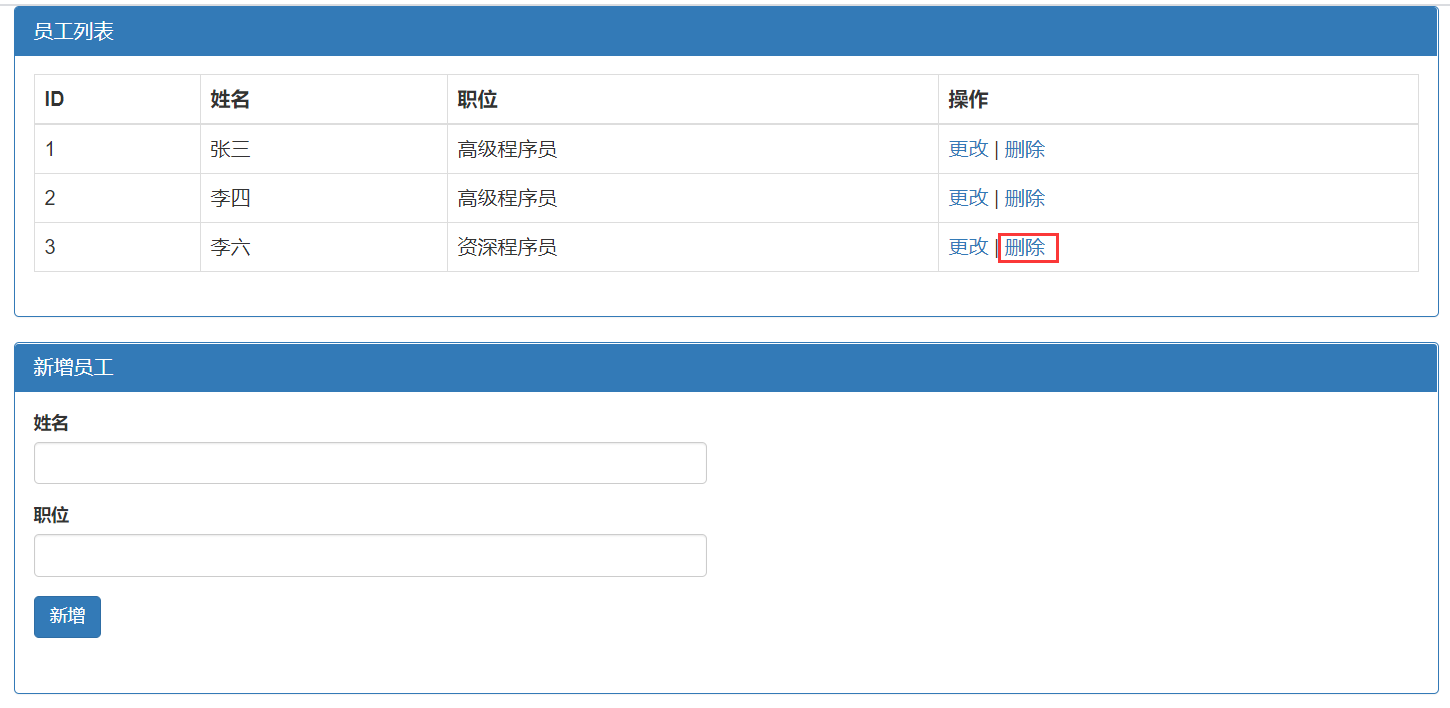 员工列表
ID 姓名 职位 操作
1 张三 高级程序员 更改 | 删除
2 李四 高级程序员 更改 | 删除
3 李六 资深程序员 更改 | 删除
新增员工
姓名
职位
新增